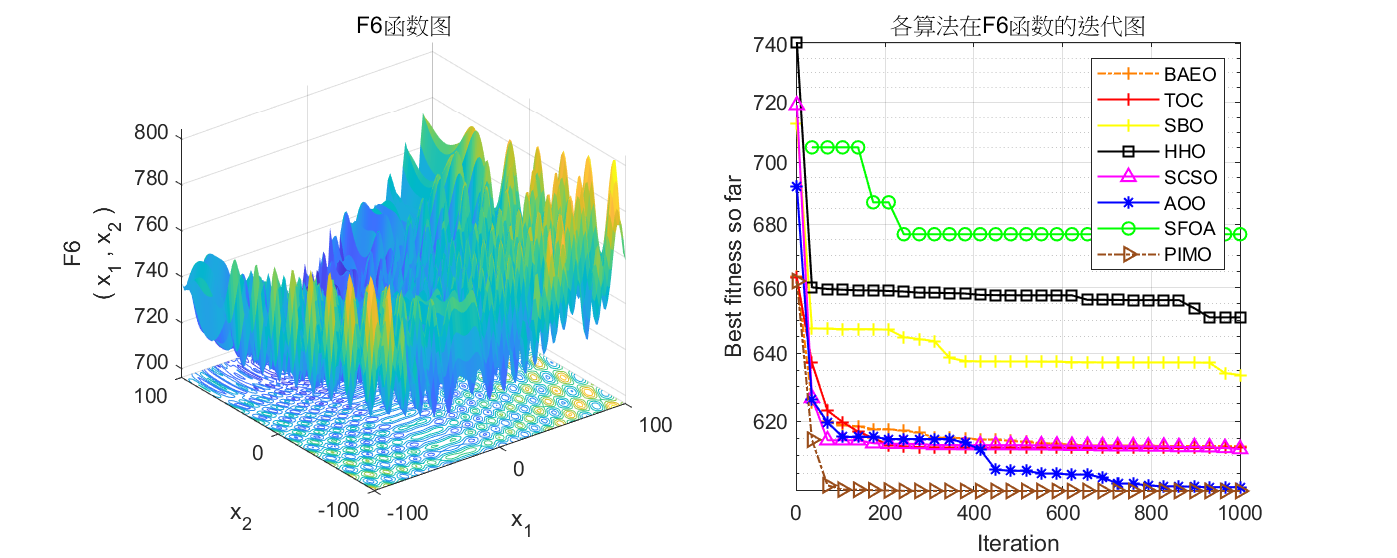 F6函数图
800
780
760
740
720
700
F6
( x1 , x2 )
100
0
-100
x2
-100
0
100
x1
各算法在F6函数的迭代图
740
720
700
680
660
640
620
Best fitness so far
0
200
400
600
800
1000
Iteration
BAEO
TOC
SBO
HHO
SCSO
AOO
SFOA
PIMO